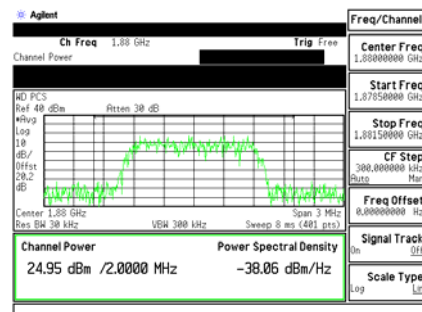 Agilent
Freq/Channel
Ch Freq 1.88 GHz Trig Free
Channel Power
Center Freq
1.88000000 GHz
Start Freq
1.87850000 GHz
Stop Freq
1.88150000 GHz
CF Step
300.000000 kHz
Auto Man
Freq Offset
0.00000000 Hz
Signal Track
On Off
Scale Type
Log Lin
WD PCS
Ref 40 dBm Atten 30 dB
#Avg
Log
10
dB/
Offst
20.2
dB
Center 1.88 GHz Span 3 MHz
Res BW 30 kHz VBW 300 kHz Sweep 8 ms (401 pts)
Channel Power Power Spectral Density
24.95 dBm /2.0000 MHz -38.06 dBm/Hz